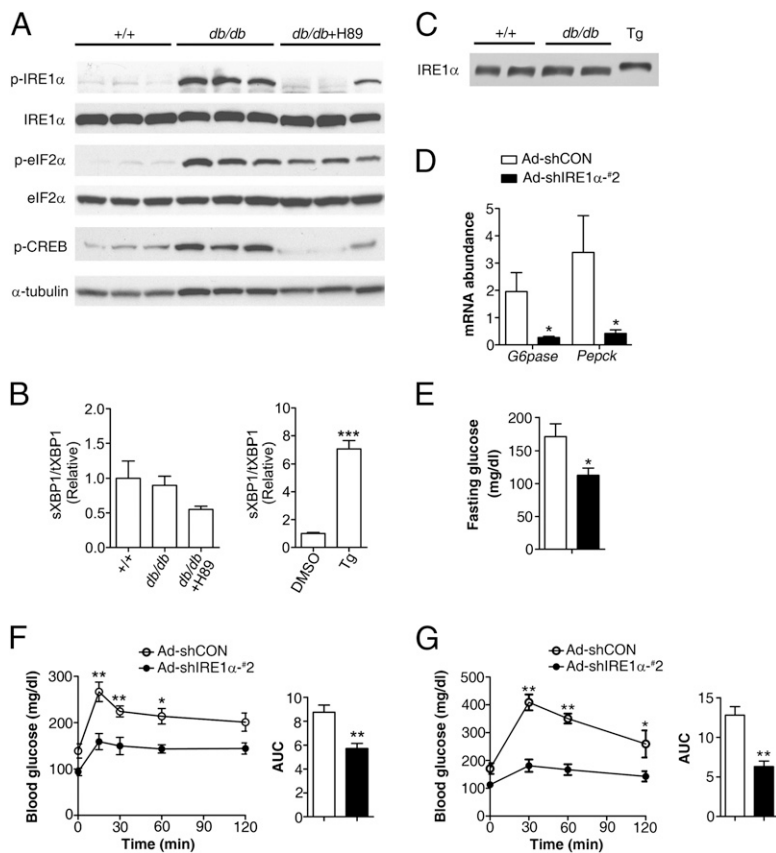 A
+/+ db/db db/db+H89
p-IRE1α
IRE1α
p-eIF2α
eIF2α
p-CREB
α-tubulin
C
+/+ db/db Tg
IRE1α
D
Ad-shCON
Ad-shIRE1α-#2
mRNA abundance
5
4
3
2
1
0
* *
G6pase Pepck
B
sXBP1/tXBP1
(Relative)
2.0
1.5
1.0
0.5
0.0
+/+
db/db
db/db
+H89
sXBP1/tXBP1
(Relative)
10
8
6
4
2
0
***
DMSO
Tg
E
Fasting glucose
(mg/dl)
200
150
100
50
0
*
F
Ad-shCON
Ad-shIRE1α-#2
Blood glucose (mg/dl)
300
200
100
0
** ** *
0 30 60 90 120
Time (min)
AUC
10
8
6
4
2
0
**
G
Ad-shCON
Ad-shIRE1α-#2
Blood glucose (mg/dl)
500
400
300
200
100
0
** ** *
0 30 60 90 120
Time (min)
AUC
15
10
5
0
**